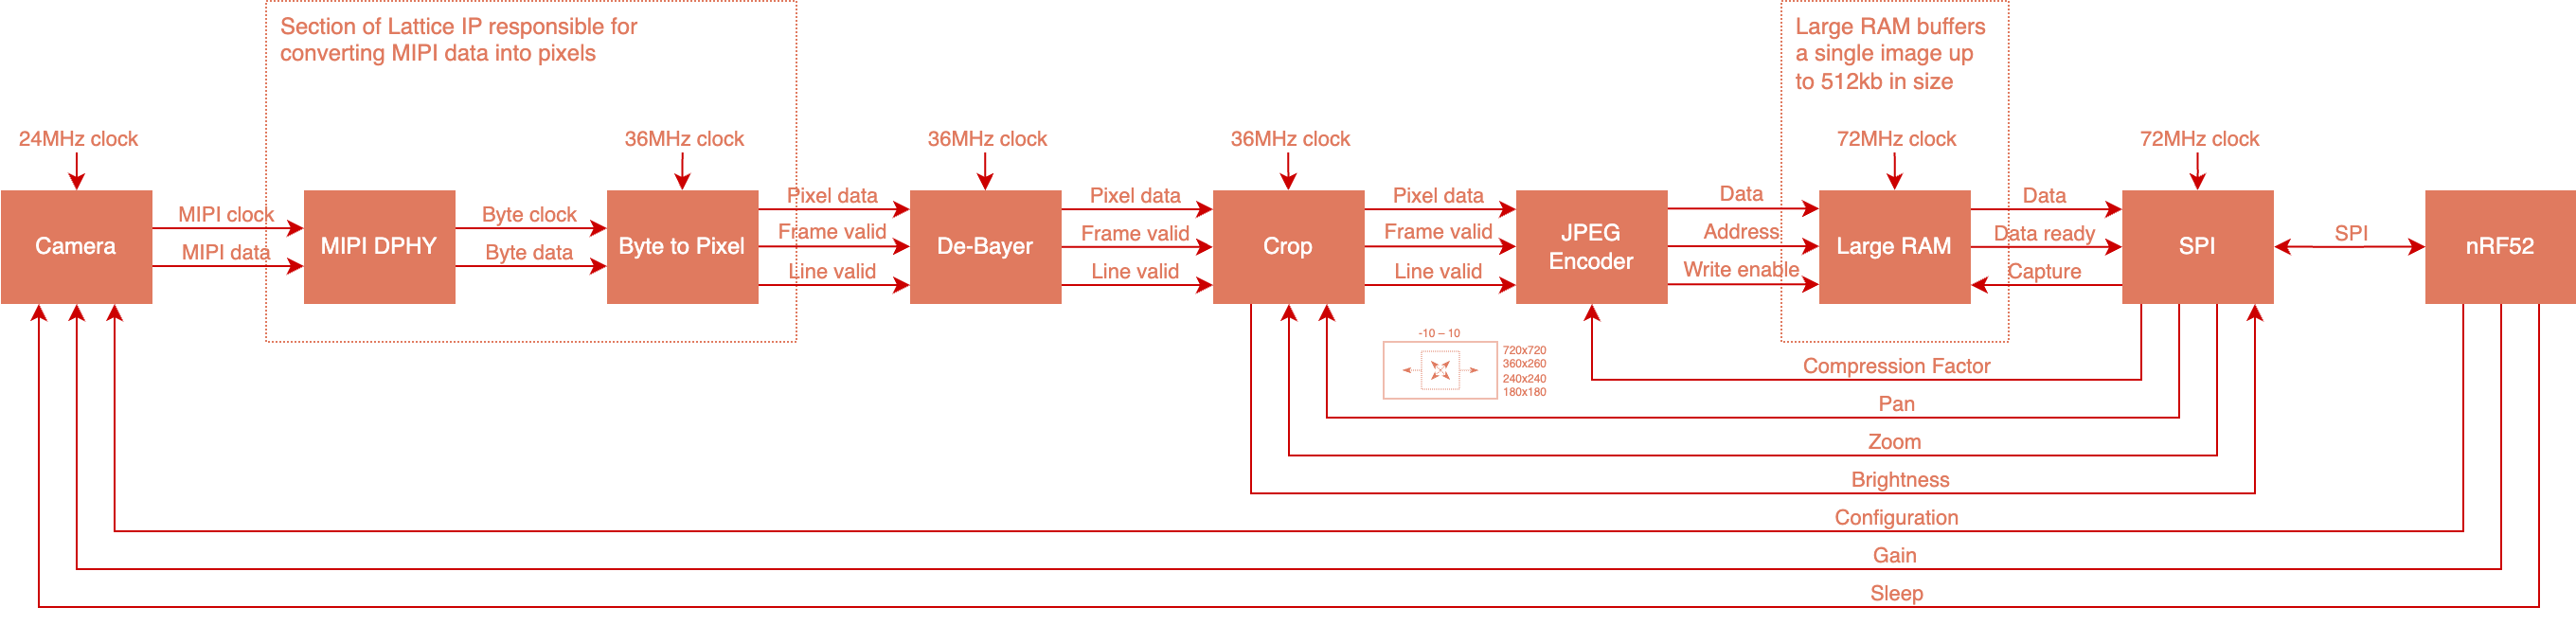 Section of Lattice IP responsible for
converting MIPI data into pixels
Large RAM buffers
a single image up
to 512kb in size
24MHz clock
36MHz clock
36MHz clock
36MHz clock
72MHz clock
72MHz clock
Camera
MIPI clock
MIPI data
MIPI DPHY
Byte clock
Byte data
Byte to Pixel
Pixel data
Frame valid
Line valid
De-Bayer
Pixel data
Frame valid
Line valid
Crop
Pixel data
Frame valid
Line valid
JPEG
Encoder
Data
Address
Write enable
Large RAM
Data
Data ready
Capture
SPI
SPI
nRF52
-10 – 10
720x720
360x260
240x240
180x180
Compression Factor
Pan
Zoom
Brightness
Configuration
Gain
Sleep